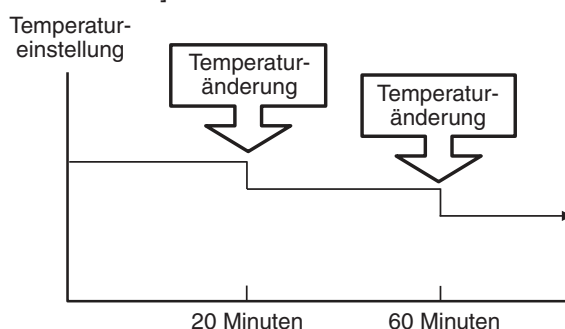 Temperatur-
einstellung
Temperatur-
änderung
Temperatur-
änderung
20 Minuten
60 Minuten